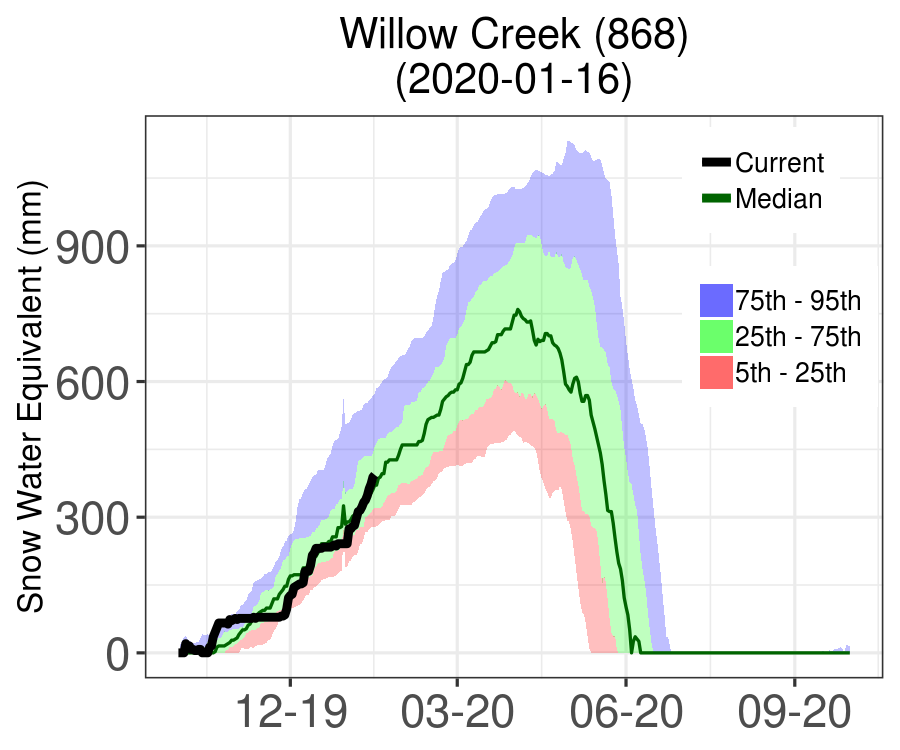 Willow Creek (868)
(2020-01-16)
Snow Water Equivalent (mm)
900
600
300
0
12-19
03-20
06-20
09-20
Current
Median
75th - 95th
25th - 75th
5th - 25th